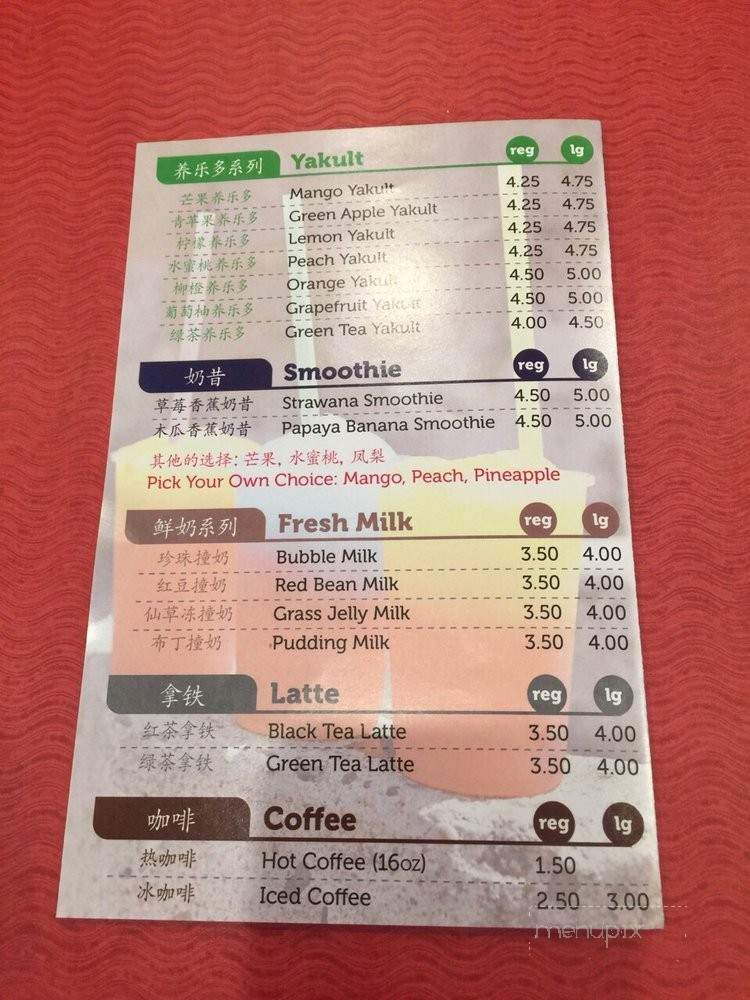 养乐多系列 Yakult reg lg
芒果养乐多 Mango Yakult 4.25 4.75
青苹果养乐多 Green Apple Yakult 4.25 4.75
柠檬养乐多 Lemon Yakult 4.25 4.75
水蜜桃养乐多 Peach Yakult 4.25 4.75
柳橙养乐多 Orange Yakult 4.50 5.00
葡萄柚养乐多 Grapefruit Yakult 4.50 5.00
绿茶养乐多 Green Tea Yakult 4.00 4.50
奶昔 Smoothie reg lg
草莓香蕉奶昔 Strawana Smoothie 4.50 5.00
木瓜香蕉奶昔 Papaya Banana Smoothie 4.50 5.00
其他的选择: 芒果, 水蜜桃, 凤梨
Pick Your Own Choice: Mango, Peach, Pineapple
鲜奶系列 Fresh Milk reg lg
珍珠撞奶 Bubble Milk 3.50 4.00
红豆撞奶 Red Bean Milk 3.50 4.00
仙草冻撞奶 Grass Jelly Milk 3.50 4.00
布丁撞奶 Pudding Milk 3.50 4.00
拿铁 Latte reg lg
红茶拿铁 Black Tea Latte 3.50 4.00
绿茶拿铁 Green Tea Latte 3.50 4.00
咖啡 Coffee reg lg
热咖啡 Hot Coffee (16oz) 1.50
冰咖啡 Iced Coffee 2.50 3.00
menupix